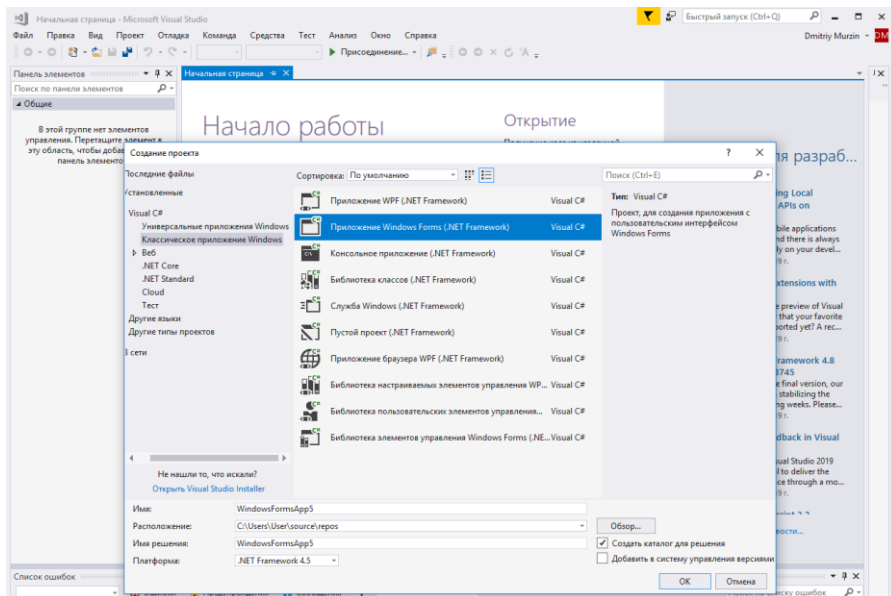 Начальная страница - Microsoft Visual Studio
Быстрый запуск (Ctrl+Q)
Файл Правка Вид Проект Отладка Команда Средства Тест Анализ Окно Справка
Dmitriy Murzin DM
Присоединение...
Панель элементов
Начальная страница
Поиск по панели элементов
Общие
В этой группе нет элементов
управления. Перетащите элемент в
эту область, чтобы доба
панель элементо
Начало работы
Открытие
ля разраб...
Создание проекта
Последние файлы
Установленные
Visual C#
Универсальные приложения Windows
Классическое приложение Windows
Веб
.NET Core
.NET Standard
Cloud
Тест
Другие языки
Другие типы проектов
В сети
Не нашли то, что искали?
Открыть Visual Studio Installer
Сортировка: По умолчанию
Приложение WPF (.NET Framework) Visual C#
Приложение Windows Forms (.NET Framework) Visual C#
Консольное приложение (.NET Framework) Visual C#
Библиотека классов (.NET Framework) Visual C#
Служба Windows (.NET Framework) Visual C#
Пустой проект (.NET Framework) Visual C#
Приложение браузера WPF (.NET Framework) Visual C#
Библиотека настраиваемых элементов управления WP... Visual C#
Библиотека пользовательских элементов управления... Visual C#
Библиотека элементов управления Windows Forms (.NE... Visual C#
Поиск (Ctrl+E)
Тип: Visual C#
Проект, для создания приложения с
пользовательским интерфейсом
Windows Forms
ing Local
APIs on
bile applications
nd there is always
ly on your devel...
xtensions with
e preview of Visual
that your favorite
ported yet? A rec...
ramework 4.8
3745
e final version, our
stabilizing the
ng weeks. Please...
dback in Visual
ual Studio 2019
l to deliver the
ce through a mo...
вости...
Имя: WindowsFormsApp5
Расположение: C:\Users\User\source\repos
Обзор...
Имя решения: WindowsFormsApp5
Создать каталог для решения
Платформа: .NET Framework 4.5
Добавить в систему управления версиями
OK Отмена
Список ошибок